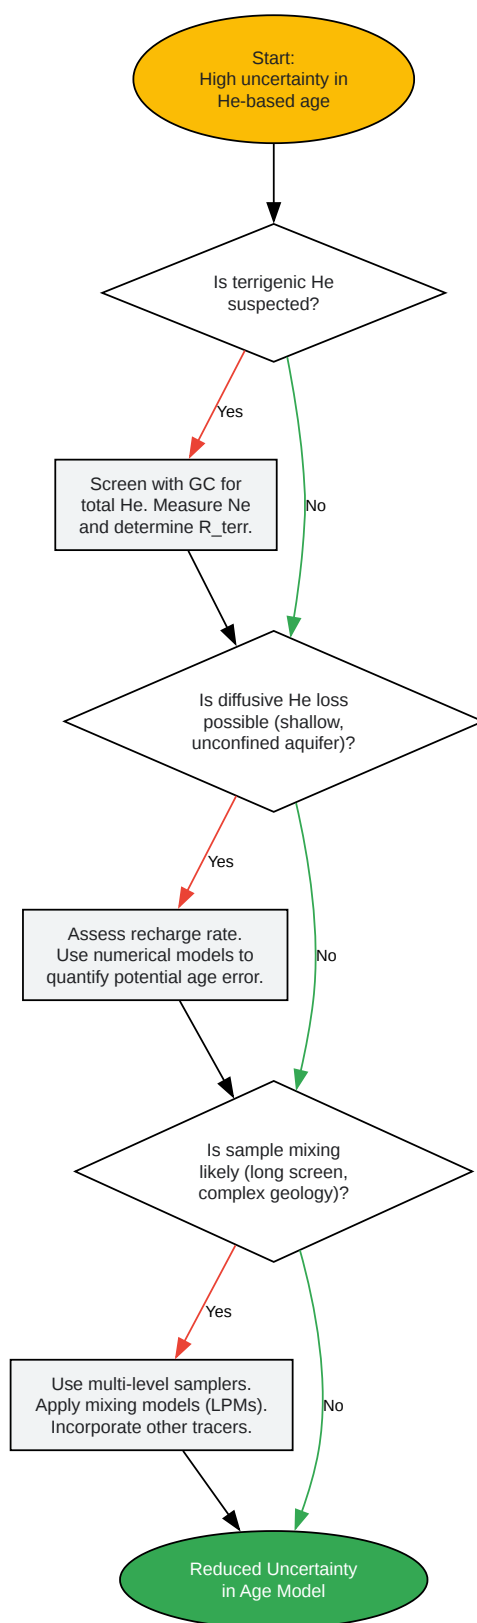 Start:
High uncertainty in
He-based age
Is terrigenic He
suspected?
Yes
Screen with GC for
total He. Measure Ne
and determine R_terr.
No
Is diffusive He loss
possible (shallow,
unconfined aquifer)?
Yes
Assess recharge rate.
Use numerical models to
quantify potential age error.
No
Is sample mixing
likely (long screen,
complex geology)?
Yes
Use multi-level samplers.
Apply mixing models (LPMs).
Incorporate other tracers.
No
Reduced Uncertainty
in Age Model